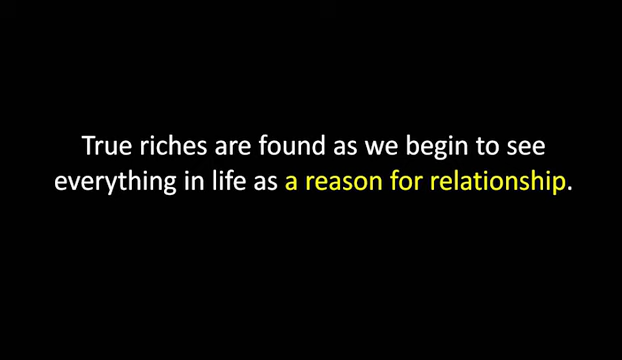 True riches are found as we begin to see
everything in life as a reason for relationship.